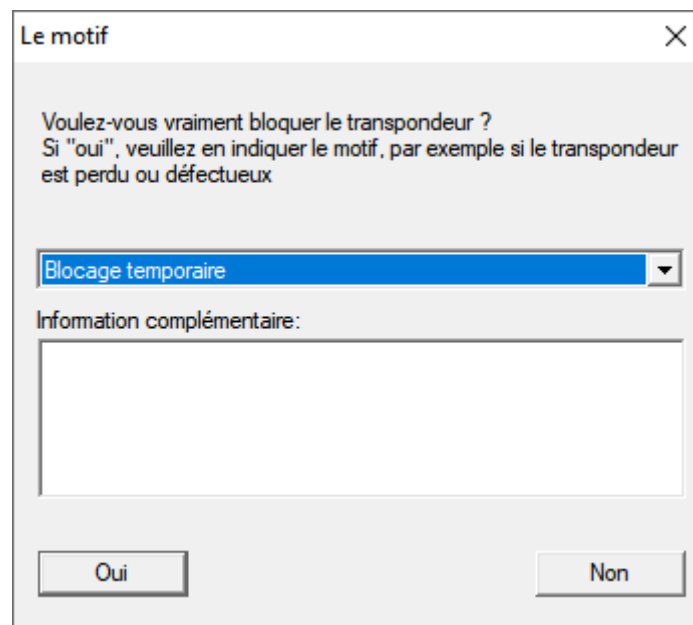 Le motif
Voulez-vous vraiment bloquer le transpondeur ?
Si "oui", veuillez en indiquer le motif, par exemple si le transpondeur
est perdu ou défectueux
Blocage temporaire
Information complémentaire:
Oui
Non